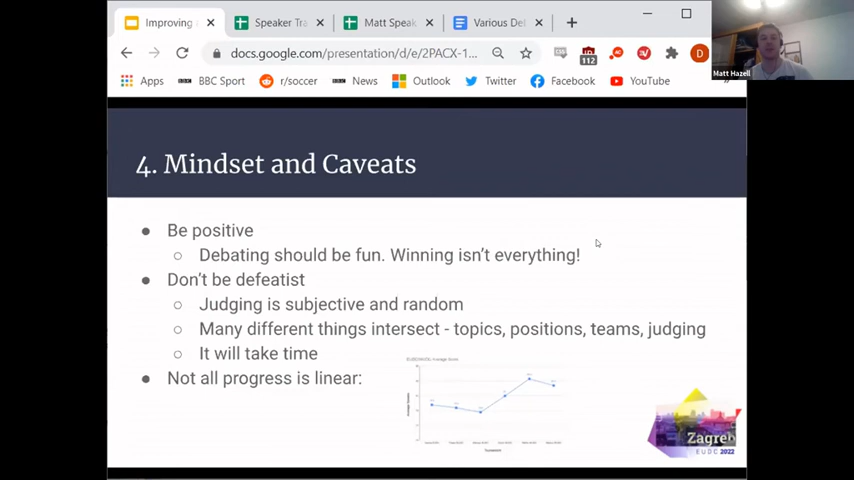 Improving
Speaker Tra
Matt Speak
Various Det
docs.google.com/presentation/d/e/2PACX-1...
112
D
Apps
BBC Sport
r/soccer
News
Outlook
Twitter
Facebook
YouTube
Matt Hazell
4. Mindset and Caveats
Be positive
Debating should be fun. Winning isn't everything!
Don't be defeatist
Judging is subjective and random
Many different things intersect - topics, positions, teams, judging
It will take time
Not all progress is linear:
Tournament
Zagreb
EUDC 2022